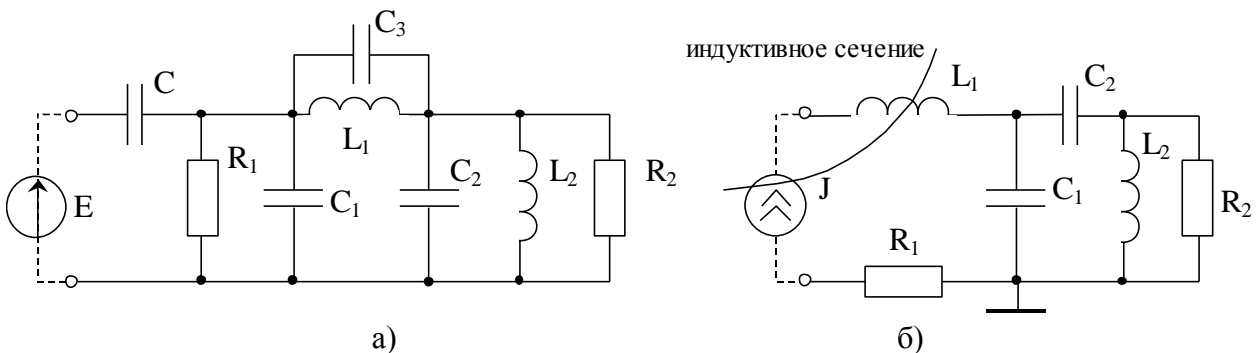 C₃
индуктивное сечение
C
L₁
C₂
R₁
L₁
L₂
R₂
L₂
E
C₁
C₂
J
C₁
R₂
R₁
а)
б)